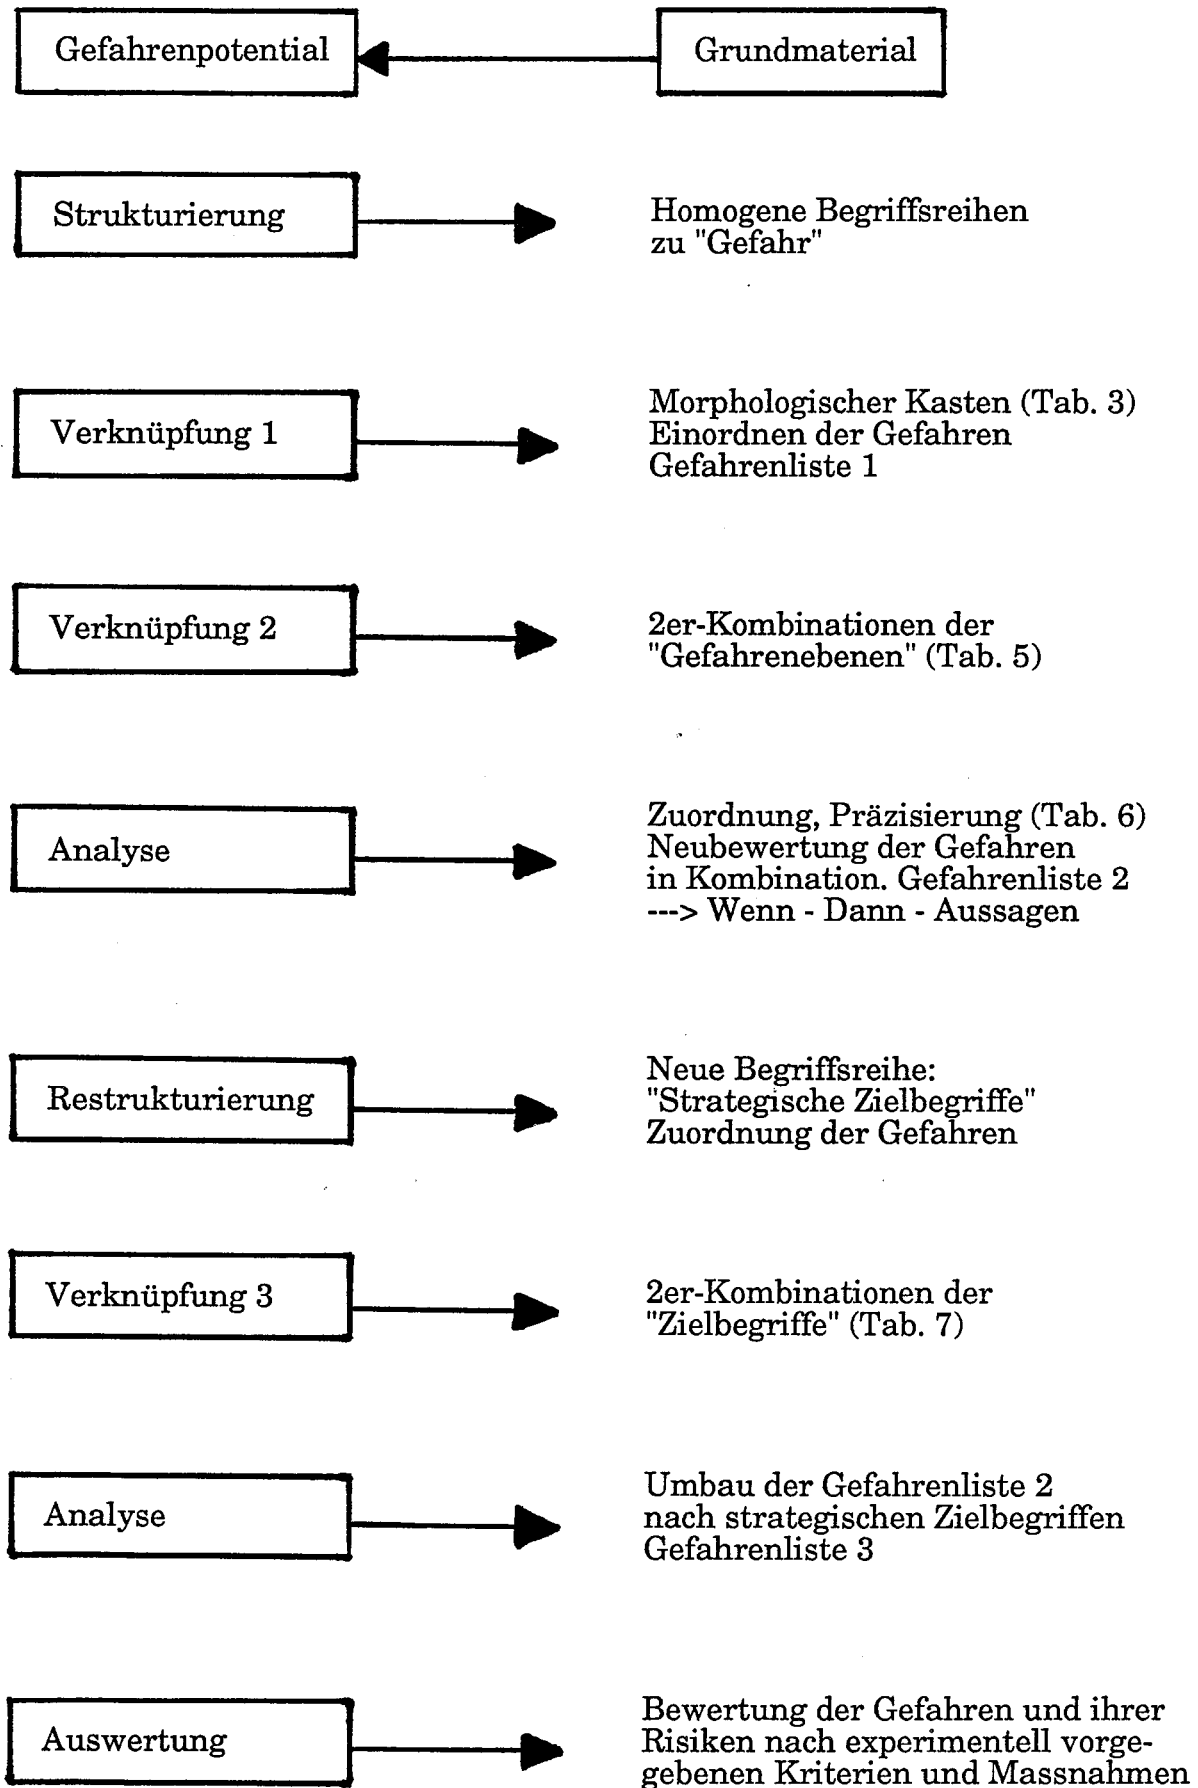 Gefahrenpotential
Grundmaterial
Strukturierung
Homogene Begriffsreihen
zu "Gefahr"
Verknüpfung 1
Morphologischer Kasten (Tab. 3)
Einordnen der Gefahren
Gefahrenliste 1
Verknüpfung 2
2er-Kombinationen der
"Gefahrenebenen" (Tab. 5)
Analyse
Zuordnung, Präzisierung (Tab. 6)
Neubewertung der Gefahren
in Kombination. Gefahrenliste 2
---> Wenn - Dann - Aussagen
Restrukturierung
Neue Begriffsreihe:
"Strategische Zielbegriffe"
Zuordnung der Gefahren
Verknüpfung 3
2er-Kombinationen der
"Zielbegriffe" (Tab. 7)
Analyse
Umbau der Gefahrenliste 2
nach strategischen Zielbegriffen
Gefahrenliste 3
Auswertung
Bewertung der Gefahren und ihrer
Risiken nach experimentell vorge-
gebenen Kriterien und Massnahmen